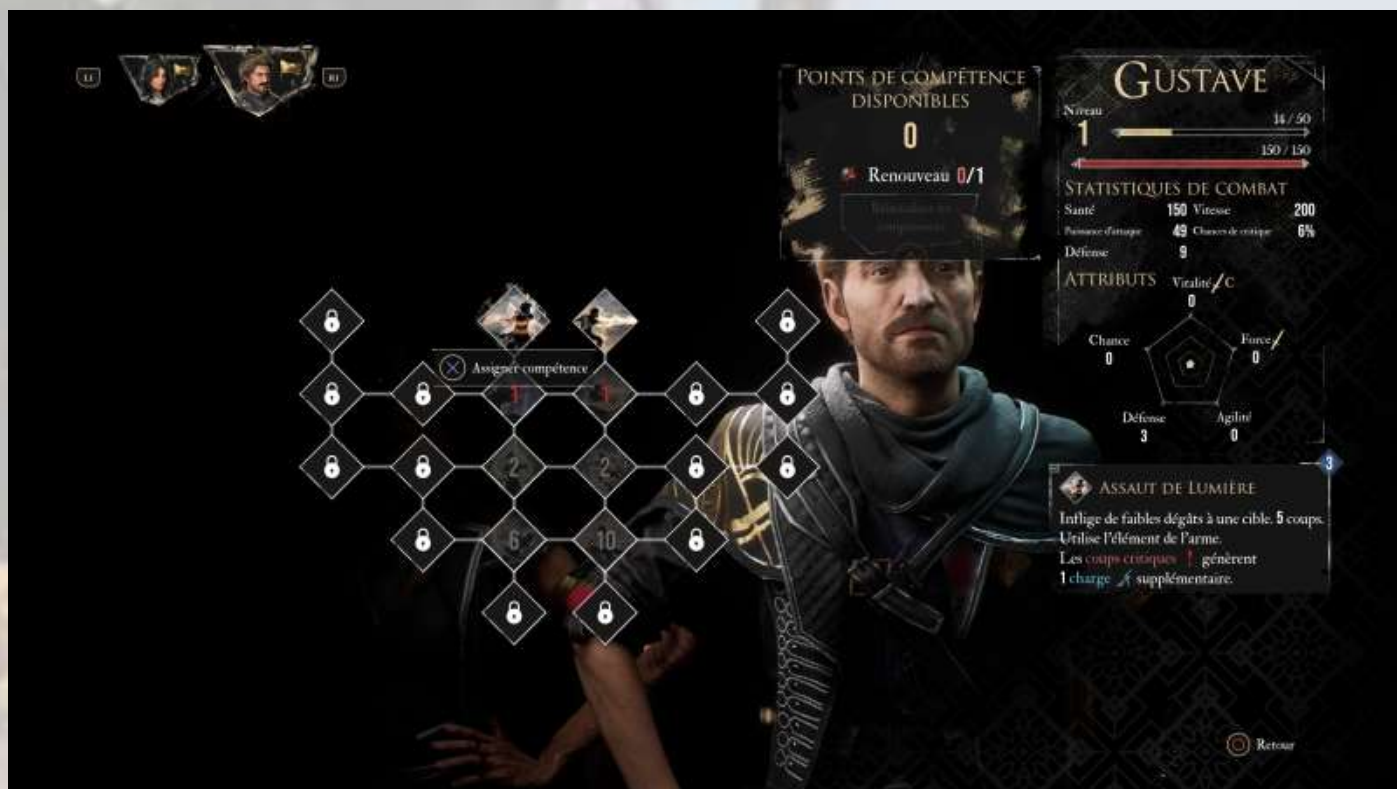 L1
R1
POINTS DE COMPÉTENCE
DISPONIBLES
0
Renouveau 0/1
GUSTAVE
Niveau
1
14 / 50
150 / 150
STATISTIQUES DE COMBAT
Santé 150 Vitesse 200
Puissance d'attaque 49 Chances de critique 6%
Défense 9
ATTRIBUTS
Vitalité C
0
Chance
0
Force
0
Défense
3
Agilité
0
Assigner compétence
1 1
2 2
6 10
3
ASSAUT DE LUMIÈRE
Inflige de faibles dégâts à une cible. 5 coups.
Utilise l'élément de l'arme.
Les coups critiques génèrent
1 charge supplémentaire.
Retour